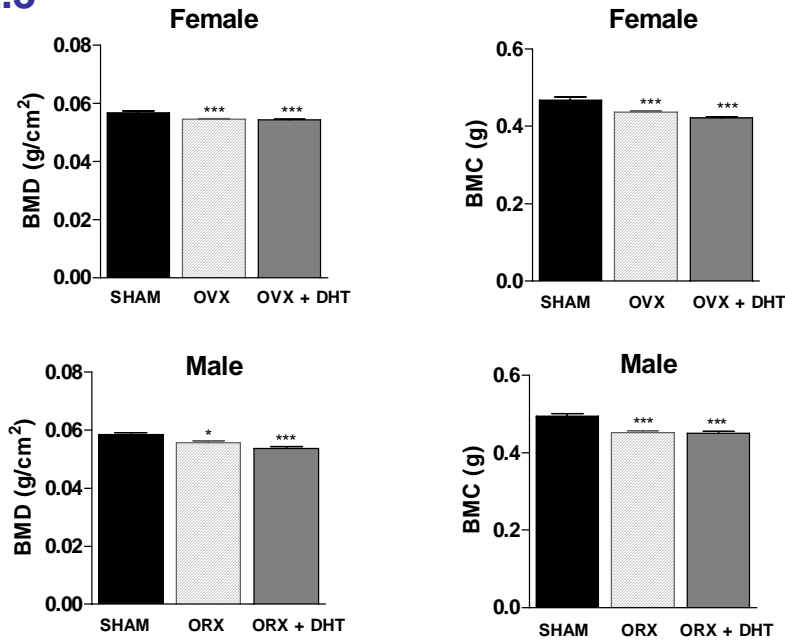 Female
0.08
0.06
0.04
0.02
0.00
BMD (g/cm²)
*** ***
SHAM OVX OVX + DHT
Female
0.6
0.4
0.2
0.0
BMC (g)
*** ***
SHAM OVX OVX + DHT
Male
0.08
0.06
0.04
0.02
0.00
BMD (g/cm²)
* ***
SHAM ORX ORX + DHT
Male
0.6
0.4
0.2
0.0
BMC (g)
*** ***
SHAM ORX ORX + DHT